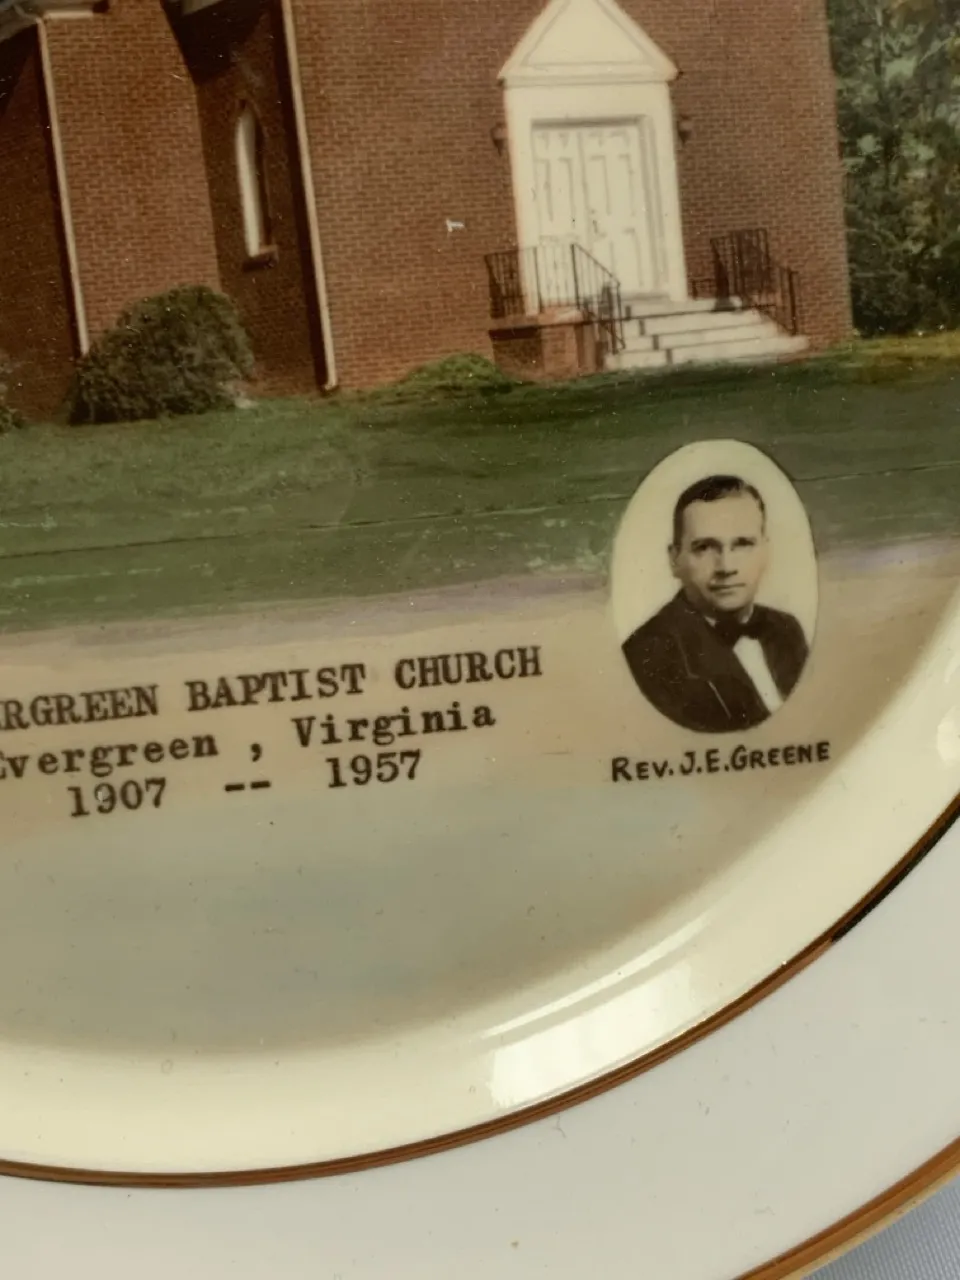 RGREEN BAPTIST CHURCH
Evergreen , Virginia
1907 -- 1957
REV. J.E. GREENE